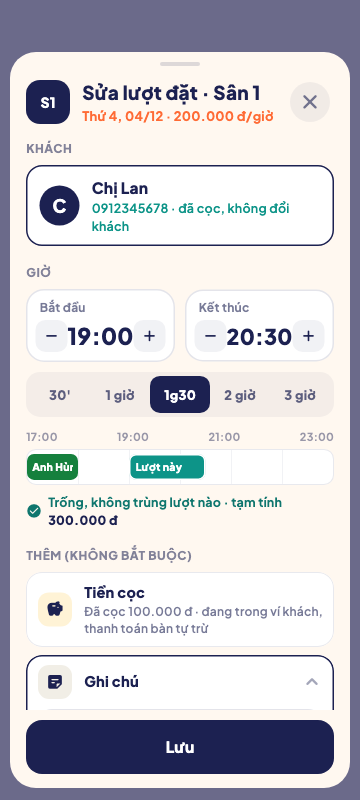 S1
Sửa lượt đặt · Sân 1
Thứ 4, 04/12 · 200.000 đ/giờ
KHÁCH
C
Chị Lan
0912345678 · đã cọc, không đổi
khách
GIỜ
Bắt đầu
Kết thúc
− 19:00 +
− 20:30 +
30' 1 giờ 1g30 2 giờ 3 giờ
17:00 19:00 21:00 23:00
Anh Hùr Lượt này
Trống, không trùng lượt nào · tạm tính
300.000 đ
THÊM (KHÔNG BẮT BUỘC)
Tiền cọc
Đã cọc 100.000 đ · đang trong ví khách,
thanh toán bàn tự trừ
Ghi chú
Lưu